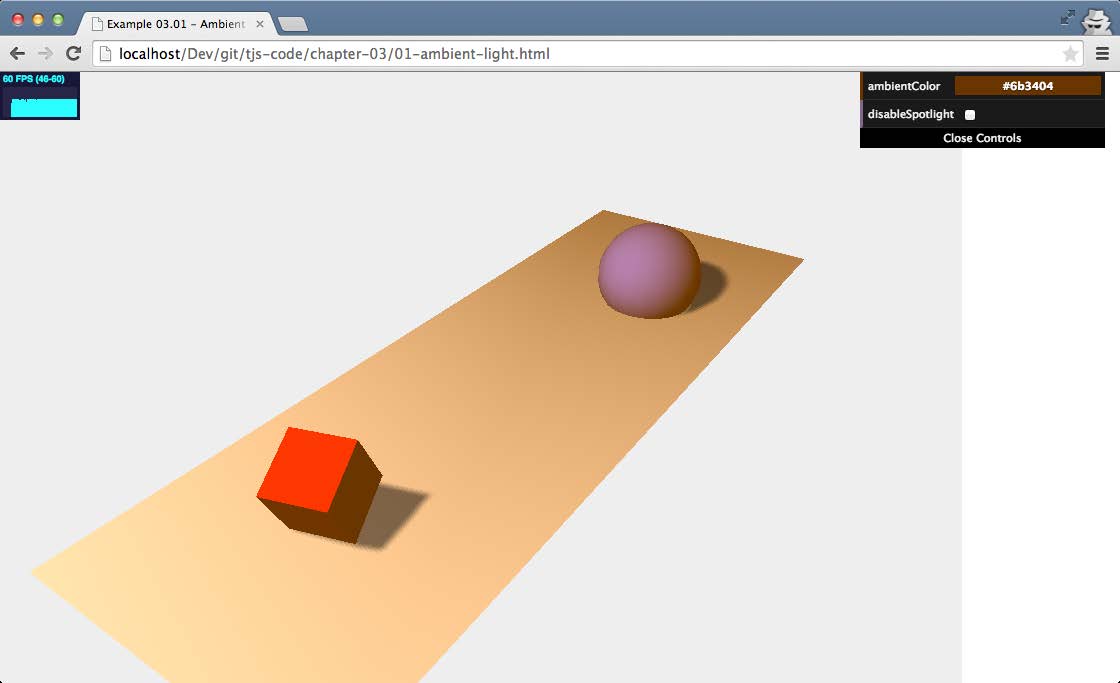 Example 03.01 - Ambient
localhost/Dev/git/tjs-code/chapter-03/01-ambient-light.html
60 FPS (46-60)
ambientColor #6b3404
disableSpotlight
Close Controls